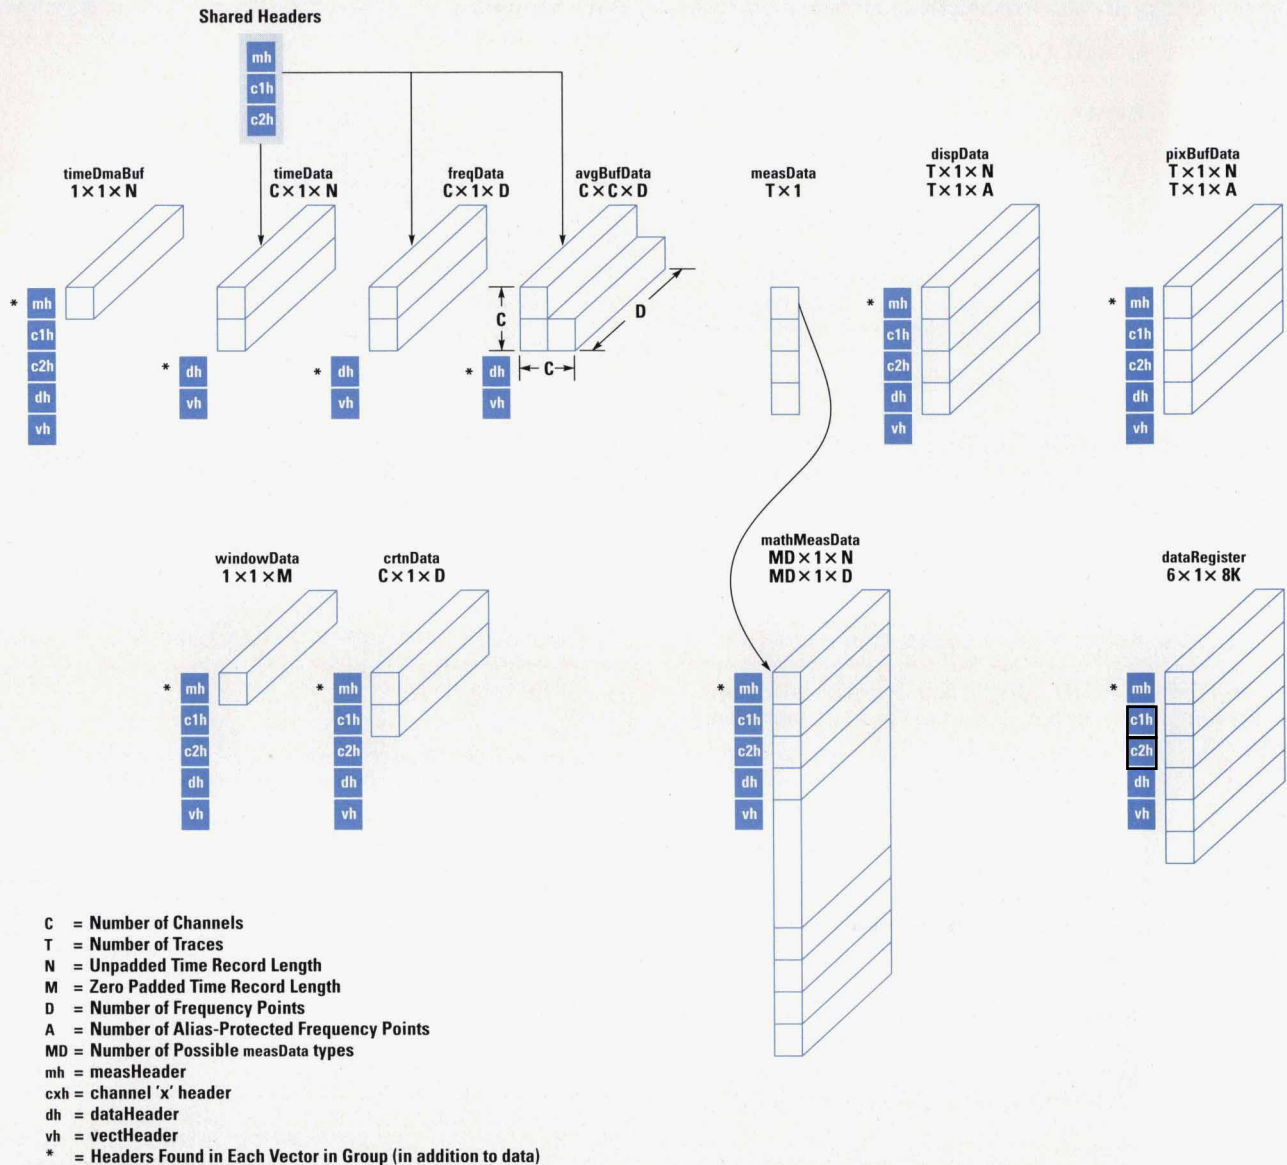 Shared Headers
mh
c1h
c2h
timeDmaBuf
1 × 1 × N
timeData
C × 1 × N
freqData
C × 1 × D
avgBufData
C × C × D
measData
T × 1
dispData
T × 1 × N
T × 1 × A
pixBufData
T × 1 × N
T × 1 × A
* mh
c1h
c2h
dh
vh
* dh
vh
* dh
vh
* dh
vh
C
C
D
* mh
c1h
c2h
dh
vh
* mh
c1h
c2h
dh
vh
windowData
1 × 1 × M
crtnData
C × 1 × D
mathMeasData
MD × 1 × N
MD × 1 × D
dataRegister
6 × 1 × 8K
* mh
c1h
c2h
dh
vh
* mh
c1h
c2h
dh
vh
* mh
c1h
c2h
dh
vh
* mh
c1h
c2h
dh
vh
C = Number of Channels
T = Number of Traces
N = Unpadded Time Record Length
M = Zero Padded Time Record Length
D = Number of Frequency Points
A = Number of Alias-Protected Frequency Points
MD = Number of Possible measData types
mh = measHeader
cxh = channel 'x' header
dh = dataHeader
vh = vectHeader
* = Headers Found in Each Vector in Group (in addition to data)